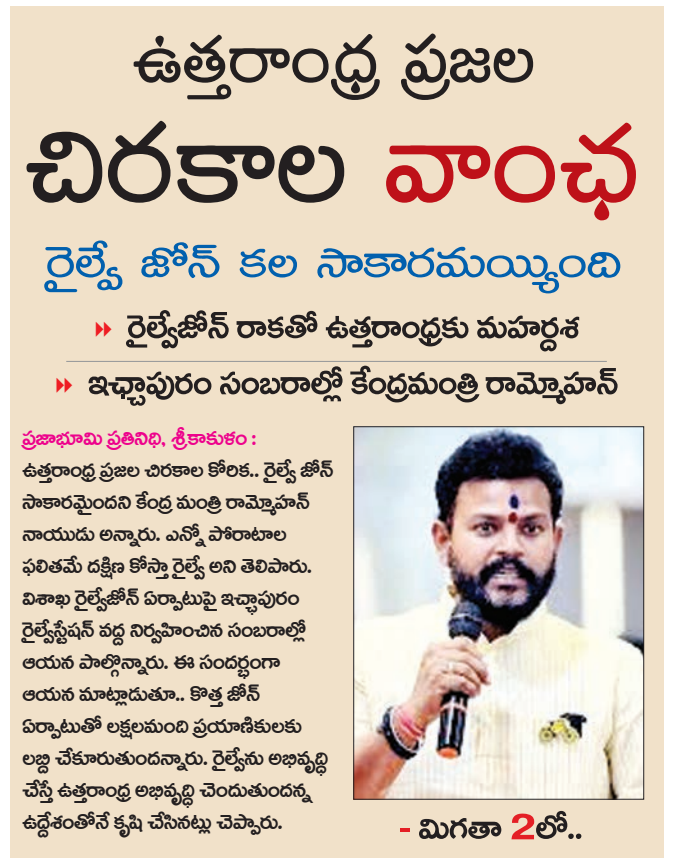 ఉత్తరాంధ్ర ప్రజల
చిరకాల వాంఛ
రైల్వే జోన్ కల సాకారమయ్యింది
రైల్వేజోన్ రాకతో ఉత్తరాంధ్రకు మహర్దశ
ఇచ్ఛాపురం సంబరాల్లో కేంద్రమంత్రి రామ్మోహన్
ప్రజాభూమి ప్రతినిధి, శ్రీకాకుళం :
ఉత్తరాంధ్ర ప్రజల చిరకాల కోరిక.. రైల్వే జోన్
సాకారమైందని కేంద్ర మంత్రి రామ్మోహన్
నాయుడు అన్నారు. ఎన్నో పోరాటాల
ఫలితమే దక్షిణ కోస్తా రైల్వే అని తెలిపారు.
విశాఖ రైల్వేజోన్ ఏర్పాటుపై ఇచ్ఛాపురం
రైల్వేస్టేషన్ వద్ద నిర్వహించిన సంబరాల్లో
ఆయన పాల్గొన్నారు. ఈ సందర్భంగా
ఆయన మాట్లాడుతూ.. కొత్త జోన్
ఏర్పాటుతో లక్షలమంది ప్రయాణికులకు
లబ్ది చేకూరుతుందన్నారు. రైల్వేను అభివృద్ధి
చేస్తే ఉత్తరాంధ్ర అభివృద్ధి చెందుతుందన్న
ఉద్దేశంతోనే కృషి చేసినట్లు చెప్పారు.
- మిగతా 2లో..